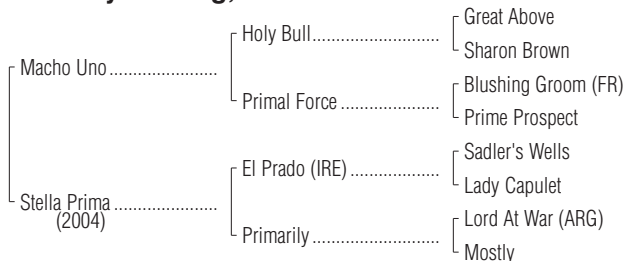 Great Above
Holy Bull
Sharon Brown
Macho Uno
Blushing Groom (FR)
Primal Force
Prime Prospect
Sadler's Wells
El Prado (IRE)
Lady Capulet
Stella Prima
(2004)
Lord At War (ARG)
Primarily
Mostly